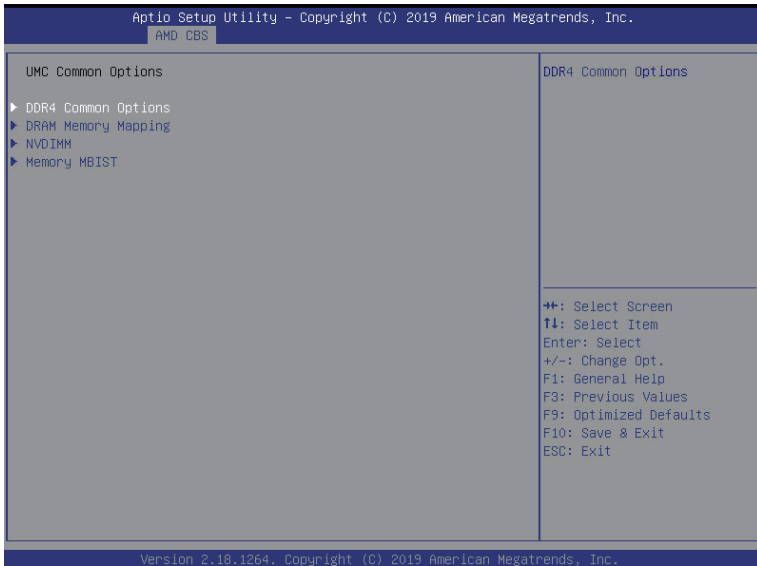 Aptio Setup Utility – Copyright (C) 2019 American Megatrends, Inc.
AMD CBS
UMC Common Options
DDR4 Common Options
DRAM Memory Mapping
NVDIMM
Memory MBIST
DDR4 Common Options
→←: Select Screen
↑↓: Select Item
Enter: Select
+/-: Change Opt.
F1: General Help
F3: Previous Values
F9: Optimized Defaults
F10: Save & Exit
ESC: Exit
Version 2.18.1264. Copyright (C) 2019 American Megatrends, Inc.